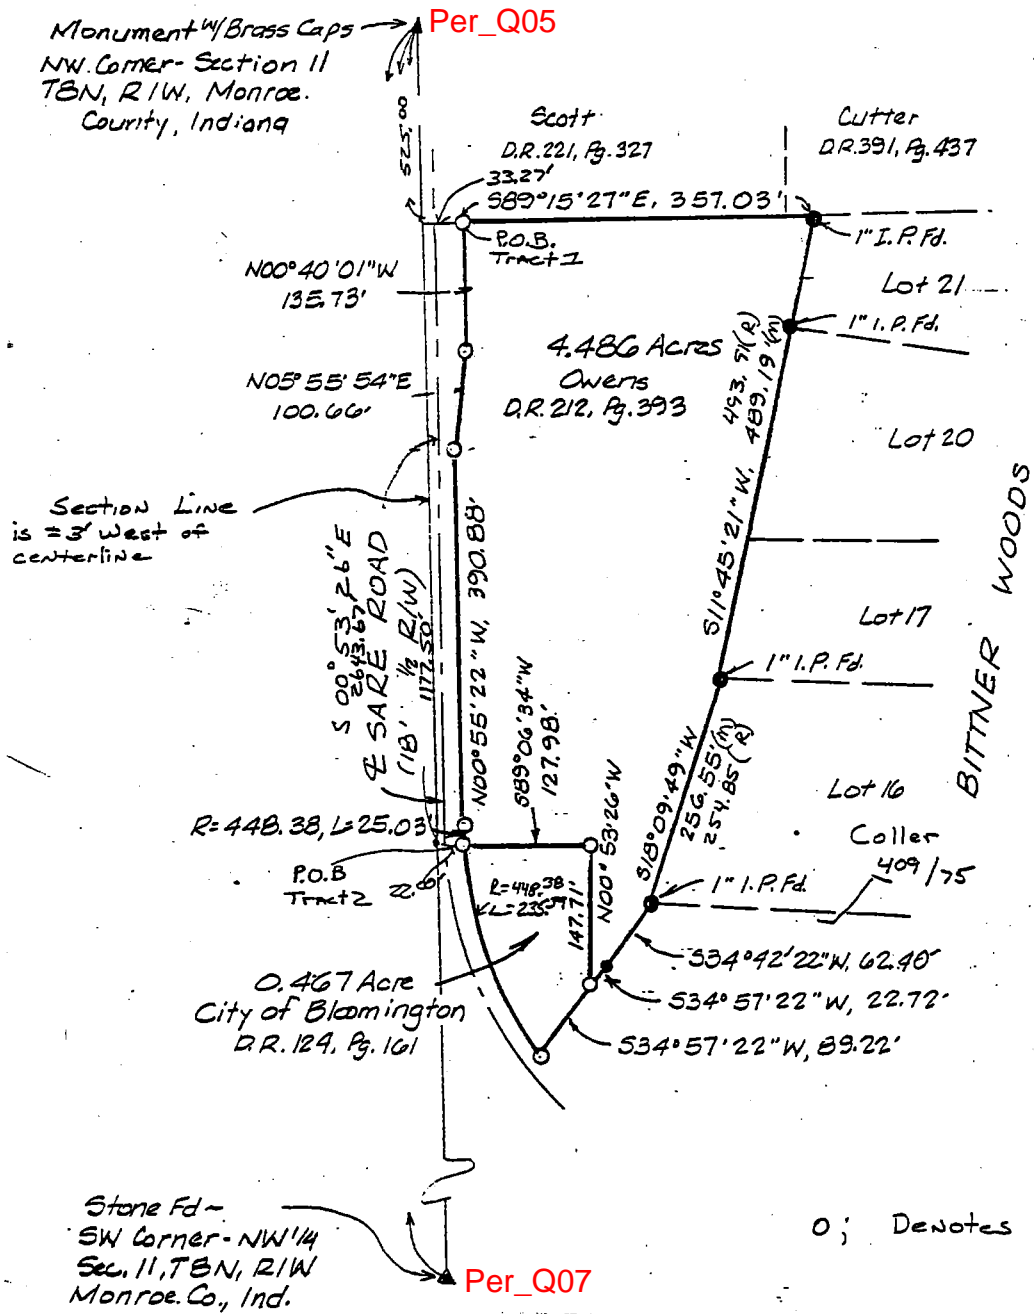 Monument w/Brass Caps
NW. Corner - Section 11
T8N, R1W, Monroe.
County, Indiana
Per_Q05
525.00
Scott
D.R. 221, Pg. 327
Cutter
D.R. 391, Pg. 437
33.27'
S89°15'27"E, 357.03'
P.O.B.
Tract 1
1" I.P. Fd.
N00°40'01"W
135.73'
Lot 21
1" I.P. Fd.
4.486 Acres
Owens
D.R. 212, Pg. 393
493.91(R)
489.19'(M)
S11°45'21"W,
N05°55'54"E
100.66'
Lot 20
Section Line
is ±3' West of
centerline
S 00°53'26"E
2643.67'
℄ SARE ROAD
(18' ½ R/W)
1177.50'
N00°55'22"W, 390.88'
BITTNER WOODS
Lot 17
1" I.P. Fd.
S89°06'34"W
127.98.'
N00°53'26"W
147.71'
S18°09'49"W
256.55'(M)
254.85'(R)
Lot 16
R=448.38, L=25.03'
P.O.B
Tract 2
R=448.38
Coller
409/75
1" I.P. Fd.
S34°42'22"W, 62.40'
S34°57'22"W, 22.72'
S34°57'22"W, 89.22'
0.467 Acre
City of Bloomington
D.R. 124, Pg. 161
Stone Fd ~
SW Corner - NW 1/4
Sec. 11, T8N, R1W
Monroe. Co., Ind.
Per_Q07
O; Denotes